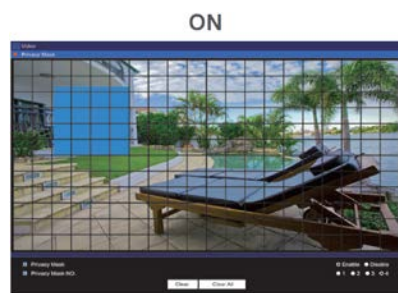 ON
Video
Privacy Mask
Privacy Mask Enable Disable
Privacy Mask NO. 1 2 3 4
Clear Clear All